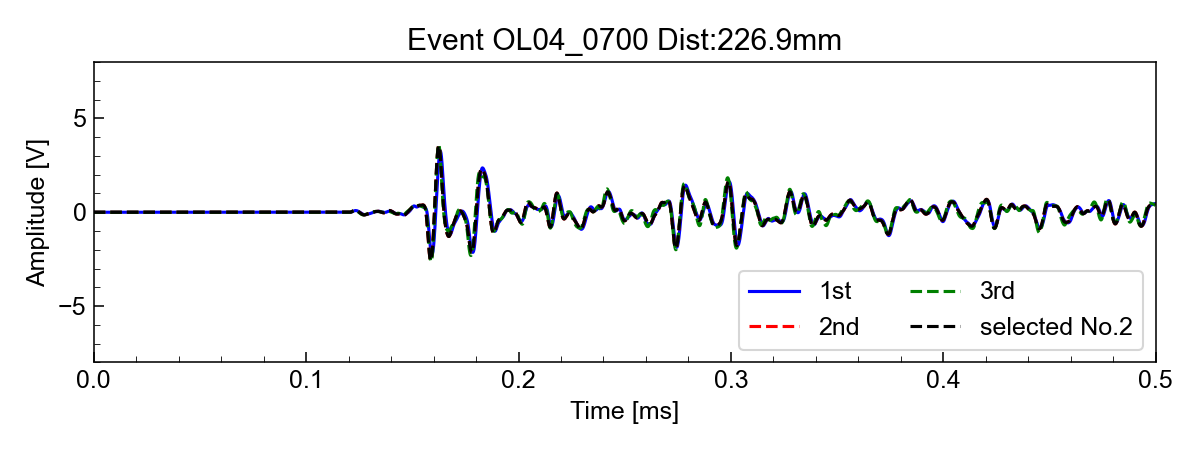 Event OL04_0700 Dist:226.9mm
Amplitude [V]
5
0
−5
1st
2nd
3rd
selected No.2
0.0 0.1 0.2 0.3 0.4 0.5
Time [ms]